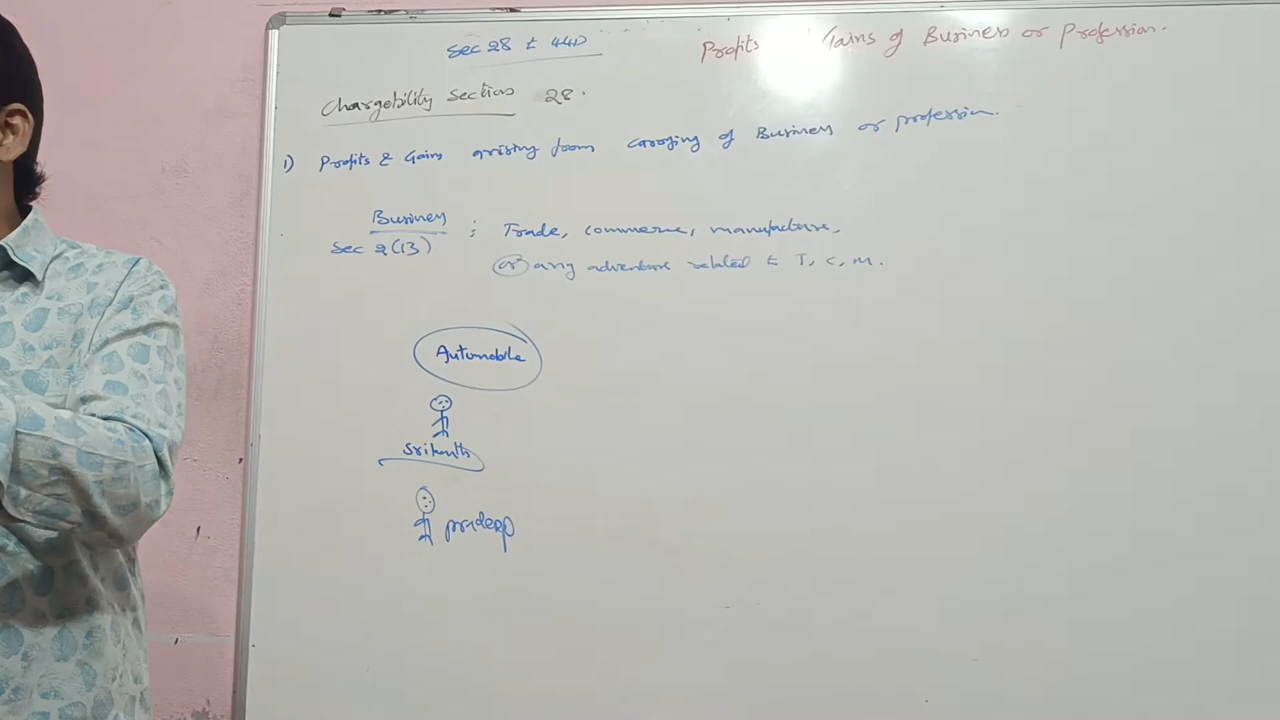 Sec 28 t 44D
Profits Gains of Business or Profession.
Chargebility Section 28.
1) Profits & Gains arising from carrying of Business or profession.
Business : Trade, commerce, manufacture,
Sec 2(13)
or any adventure related t T, C, M.
Automobile
Srikanth
pradeep